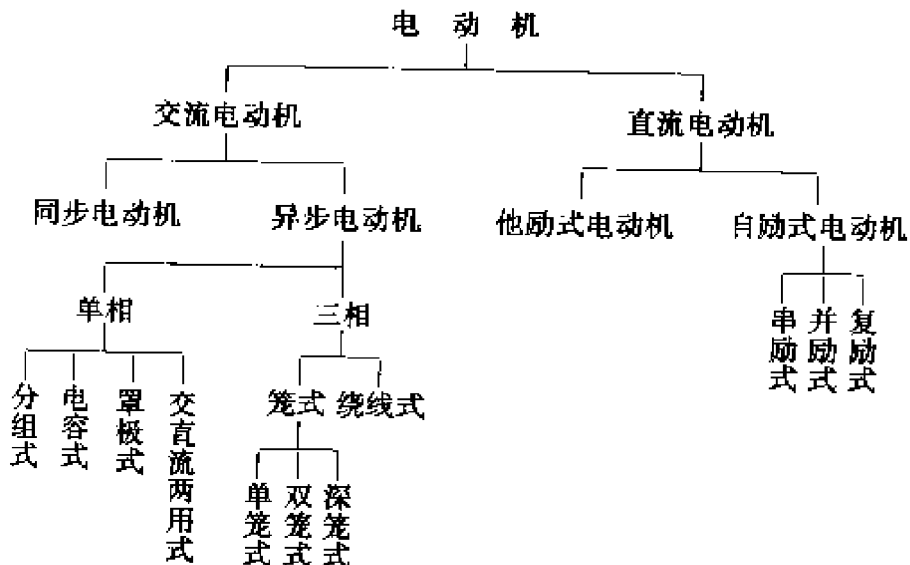 电动机
交流电动机
直流电动机
同步电动机
异步电动机
他励式电动机
自励式电动机
单相
三相
串励式
并励式
复励式
分组式
电容式
罩极式
交直流两用式
笼式
绕线式
单笼式
双笼式
深笼式